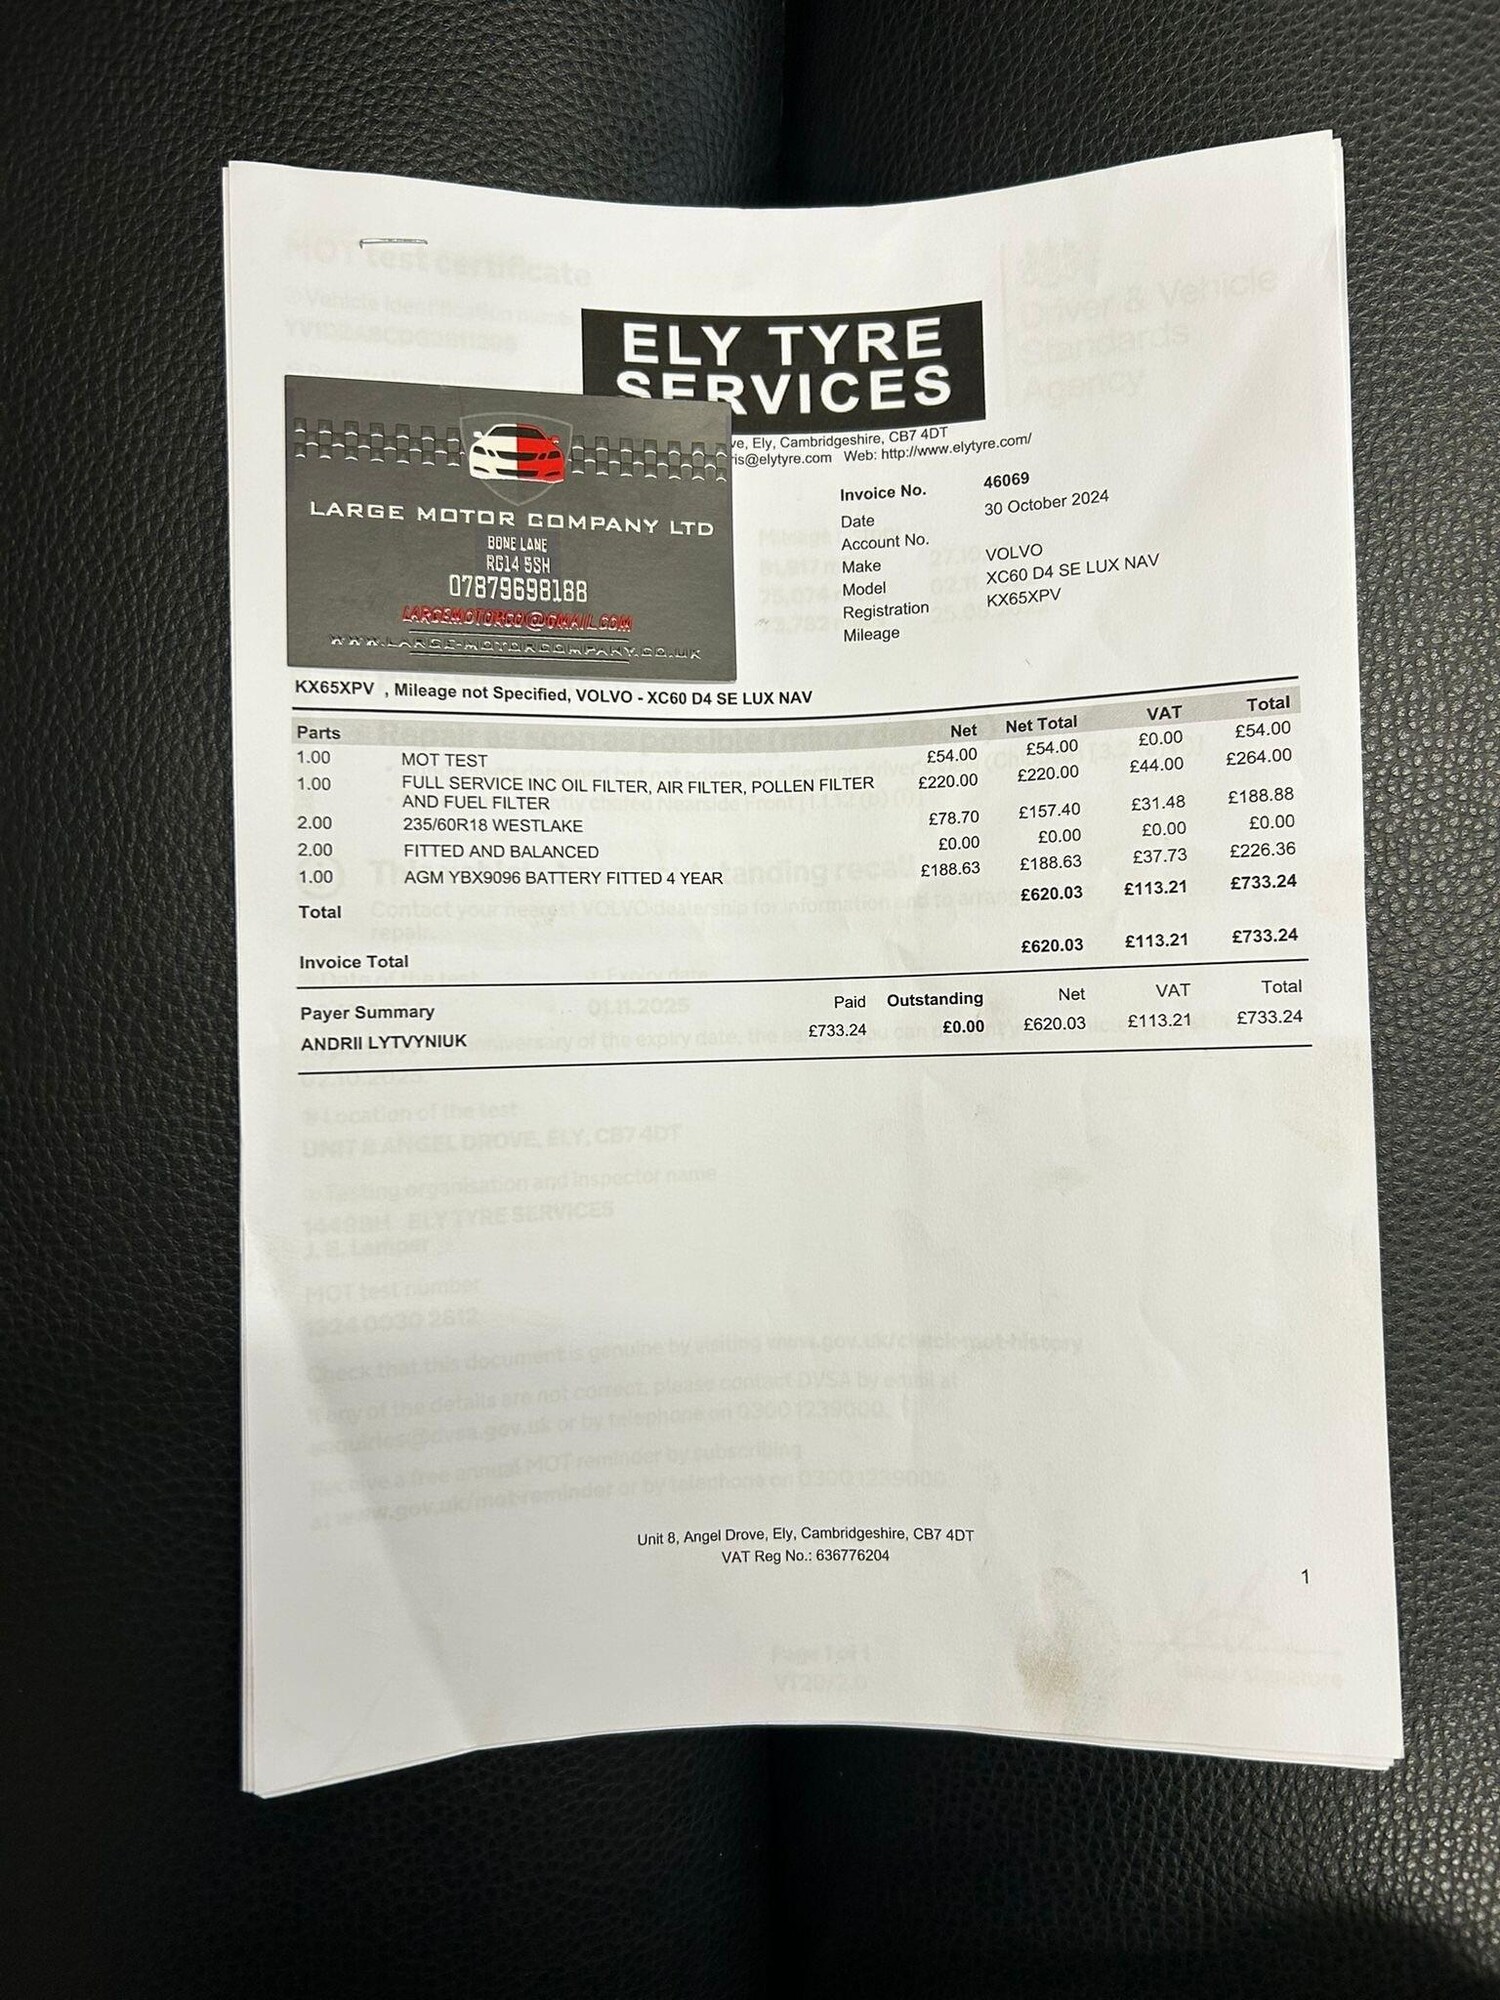 ELY TYRE
SERVICES
ve, Ely, Cambridgeshire, CB7 4DT
ris@elytyre.com Web: http://www.elytyre.com/
LARGE MOTOR COMPANY LTD
BONE LANE
RG14 5SH
07879698188
LARGEMOTORCO@GMAIL.COM
WWW.LARGE-MOTORCOMPANY.CO.UK
Invoice No. 46069
Date 30 October 2024
Account No.
Make VOLVO
Model XC60 D4 SE LUX NAV
Registration KX65XPV
Mileage
KX65XPV , Mileage not Specified, VOLVO - XC60 D4 SE LUX NAV
Parts Net Net Total VAT Total
1.00 MOT TEST £54.00 £54.00 £0.00 £54.00
1.00 FULL SERVICE INC OIL FILTER, AIR FILTER, POLLEN FILTER £220.00 £220.00 £44.00 £264.00
AND FUEL FILTER
2.00 235/60R18 WESTLAKE £78.70 £157.40 £31.48 £188.88
2.00 FITTED AND BALANCED £0.00 £0.00 £0.00 £0.00
1.00 AGM YBX9096 BATTERY FITTED 4 YEAR £188.63 £188.63 £37.73 £226.36
Total £620.03 £113.21 £733.24
Invoice Total £620.03 £113.21 £733.24
Payer Summary Paid Outstanding Net VAT Total
ANDRII LYTVYNIUK £733.24 £0.00 £620.03 £113.21 £733.24
Unit 8, Angel Drove, Ely, Cambridgeshire, CB7 4DT
VAT Reg No.: 636776204
1